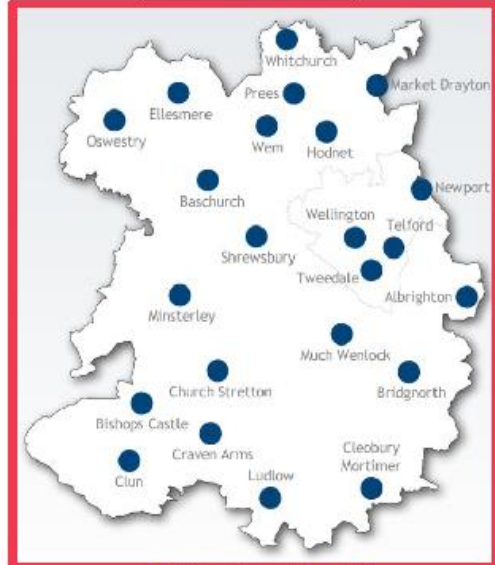 Whitchurch
Market Drayton
Prees
Ellesmere
Oswestry
Wem
Hodnet
Baschurch
Newport
Wellington
Telford
Shrewsbury
Tweedale
Albrighton
Minsterley
Much Wenlock
Church Stretton
Bridgnorth
Bishops Castle
Craven Arms
Cleobury
Mortimer
Clun
Ludlow